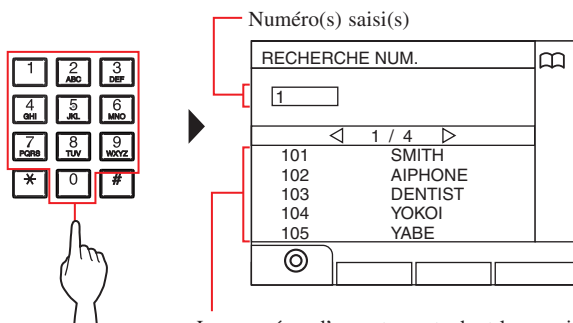 Numéro(s) saisi(s)
1 2 ABC 3 DEF
4 GHI 5 JKL 6 MNO
7 PQRS 8 TUV 9 WXYZ
* 0 #
RECHERCHE NUM.
1
1 / 4
101 SMITH
102 AIPHONE
103 DENTIST
104 YOKOI
105 YABE